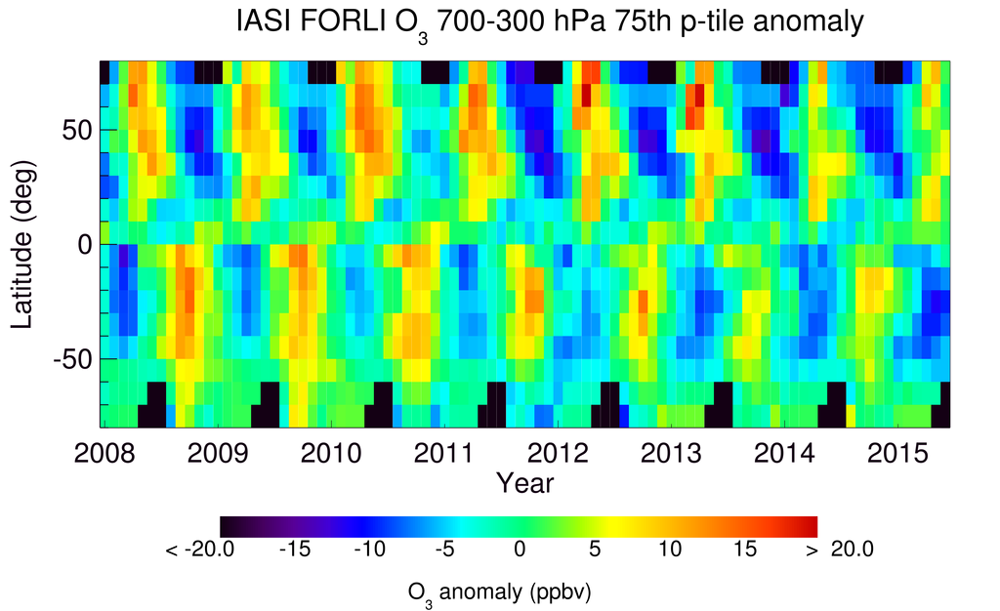 IASI FORLI O₃ 700-300 hPa 75th p-tile anomaly
Latitude (deg)
50
0
-50
2008 2009 2010 2011 2012 2013 2014 2015
Year
< -20.0 -15 -10 -5 0 5 10 15 > 20.0
O₃ anomaly (ppbv)